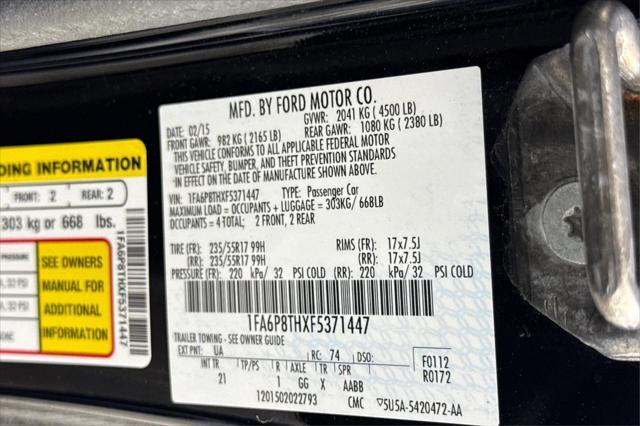 DING INFORMATION
FRONT: 2 REAR: 2
303 kg or 668 lbs.
PRESSURE
SEE OWNERS
MANUAL FOR
ADDITIONAL
INFORMATION
32 PSI
32 PSI
1FA6P8THXF5371447
MFD. BY FORD MOTOR CO.
DATE: 02/15 GVWR: 2041 KG ( 4500 LB)
FRONT GAWR: 982 KG ( 2165 LB) REAR GAWR: 1080 KG ( 2380 LB)
THIS VEHICLE CONFORMS TO ALL APPLICABLE FEDERAL MOTOR
VEHICLE SAFETY, BUMPER, AND THEFT PREVENTION STANDARDS
IN EFFECT ON THE DATE OF MANUFACTURE SHOWN ABOVE.
VIN: 1FA6P8THXF5371447 TYPE: Passenger Car
MAXIMUM LOAD = OCCUPANTS + LUGGAGE = 303KG/ 668LB
OCCUPANTS = 4 TOTAL; 2 FRONT, 2 REAR
TIRE (FR): 235/55R17 99H RIMS (FR): 17x7.5J
(RR): 235/55R17 99H (RR): 17x7.5J
PRESSURE (FR): 220 kPa/ 32 PSI COLD (RR): 220 kPa/ 32 PSI COLD
1FA6P8THXF5371447
TRAILER TOWING - SEE OWNER GUIDE
EXT PNT: UA RC: 74 DSO: F0112
INT TR TP/PS R AXLE TR SPR R0172
21 1 GG X AABB
1201502022793 CMC ▽5U5A-5420472-AA